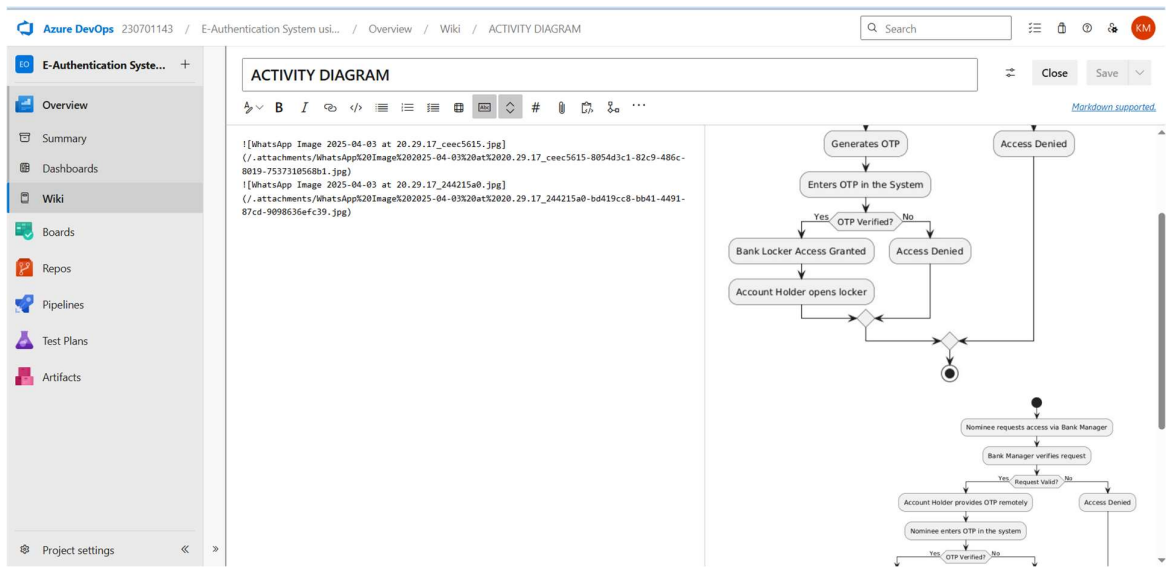 Azure DevOps 230701143 / E-Authentication System usi... / Overview / Wiki / ACTIVITY DIAGRAM
Search
KM
EO E-Authentication Syste... +
Overview
Summary
Dashboards
Wiki
Boards
Repos
Pipelines
Test Plans
Artifacts
Project settings
ACTIVITY DIAGRAM
Close
Save
B I </> # ...
Abc
Markdown supported.
![WhatsApp Image 2025-04-03 at 20.29.17_ceec5615.jpg]
(/.attachments/WhatsApp%20Image%202025-04-03%20at%2020.29.17_ceec5615-8054d3c1-82c9-486c-
8019-7537310568b1.jpg)
![WhatsApp Image 2025-04-03 at 20.29.17_244215a0.jpg]
(/.attachments/WhatsApp%20Image%202025-04-03%20at%2020.29.17_244215a0-bd419cc8-bb41-4491-
87cd-9098636efc39.jpg)
Generates OTP
Access Denied
Enters OTP in the System
Yes OTP Verified? No
Bank Locker Access Granted
Access Denied
Account Holder opens locker
Nominee requests access via Bank Manager
Bank Manager verifies request
Yes Request Valid? No
Account Holder provides OTP remotely
Access Denied
Nominee enters OTP in the system
Yes OTP Verified? No